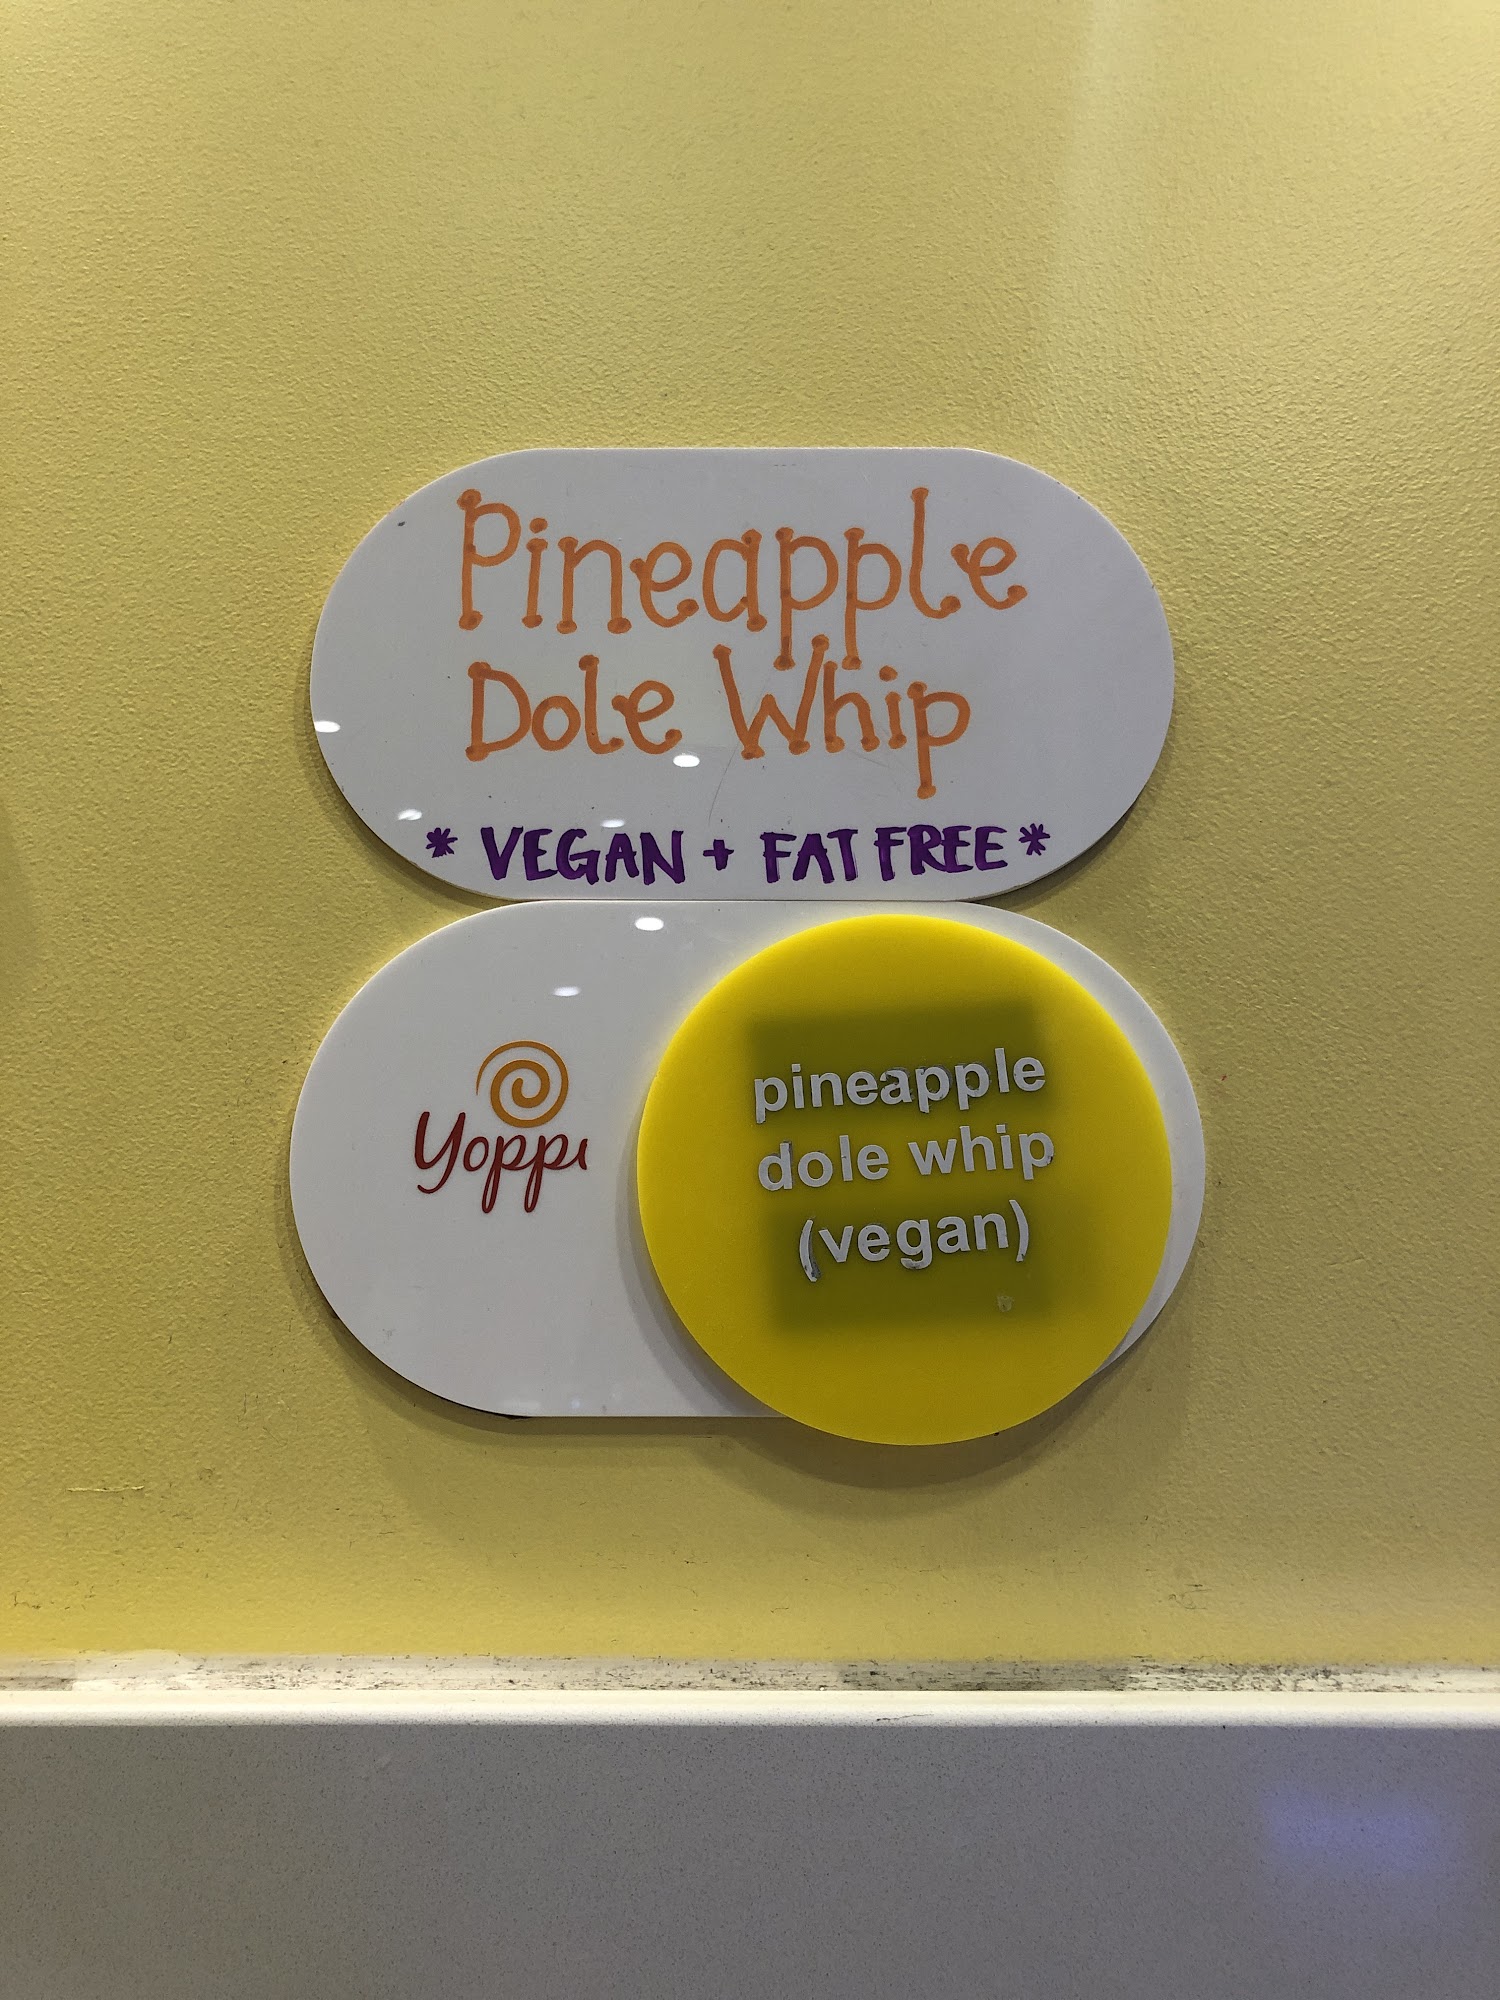 Pineapple
Dole Whip
* VEGAN + FAT FREE *
Yoppi
pineapple
dole whip
(vegan)